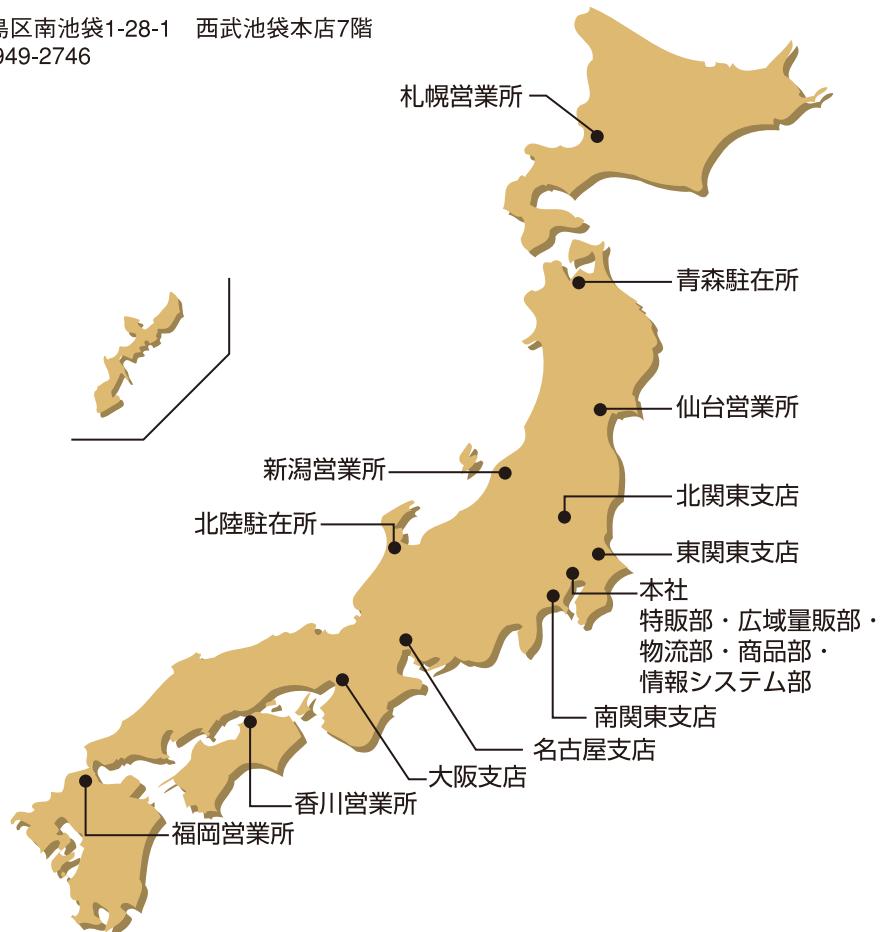 島区南池袋1-28-1　西武池袋本店7階
949-2746
札幌営業所
青森駐在所
仙台営業所
新潟営業所
北関東支店
北陸駐在所
東関東支店
本社
特販部・広域量販部・
物流部・商品部・
情報システム部
南関東支店
名古屋支店
大阪支店
香川営業所
福岡営業所